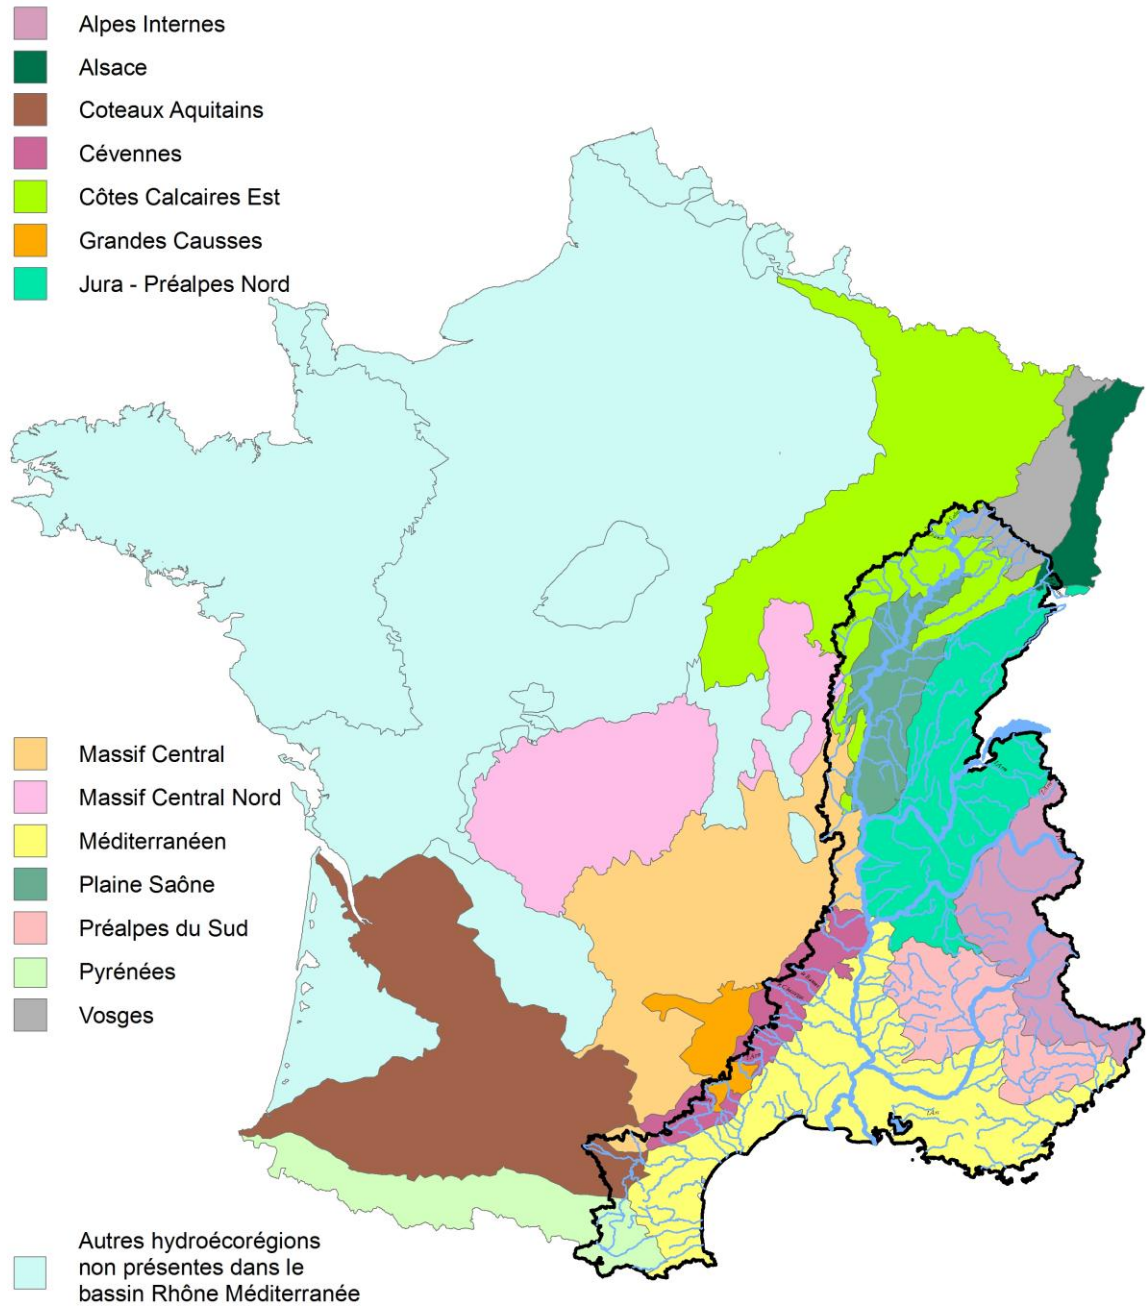 Alpes Internes
Alsace
Coteaux Aquitains
Cévennes
Côtes Calcaires Est
Grandes Causses
Jura - Préalpes Nord
Massif Central
Massif Central Nord
Méditerranéen
Plaine Saône
Préalpes du Sud
Pyrénées
Vosges
Autres hydroécorégions
non présentes dans le
bassin Rhône Méditerranée